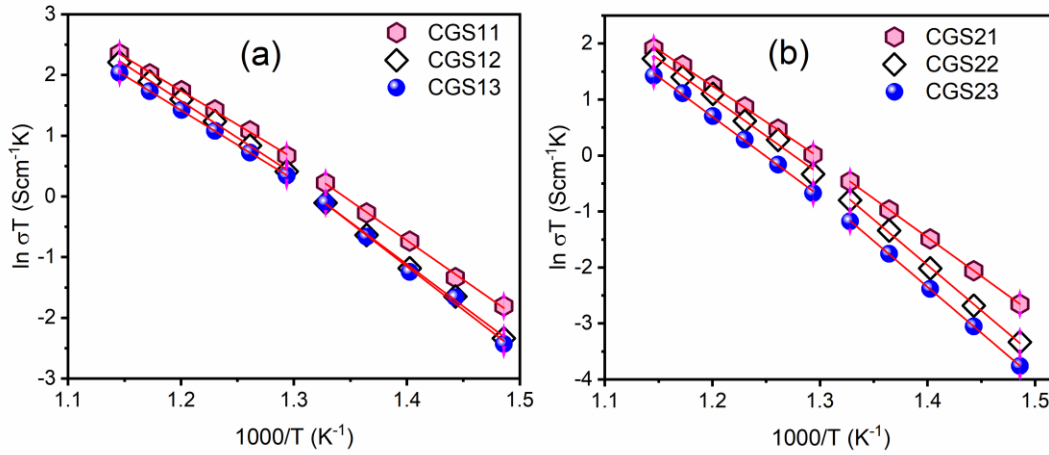 (a)
CGS11
CGS12
CGS13
ln σT (Scm⁻¹K)
3
2
1
0
-1
-2
-3
1.1 1.2 1.3 1.4 1.5
1000/T (K⁻¹)
(b)
CGS21
CGS22
CGS23
ln σT (Scm⁻¹K)
2
1
0
-1
-2
-3
-4
1.1 1.2 1.3 1.4 1.5
1000/T (K⁻¹)